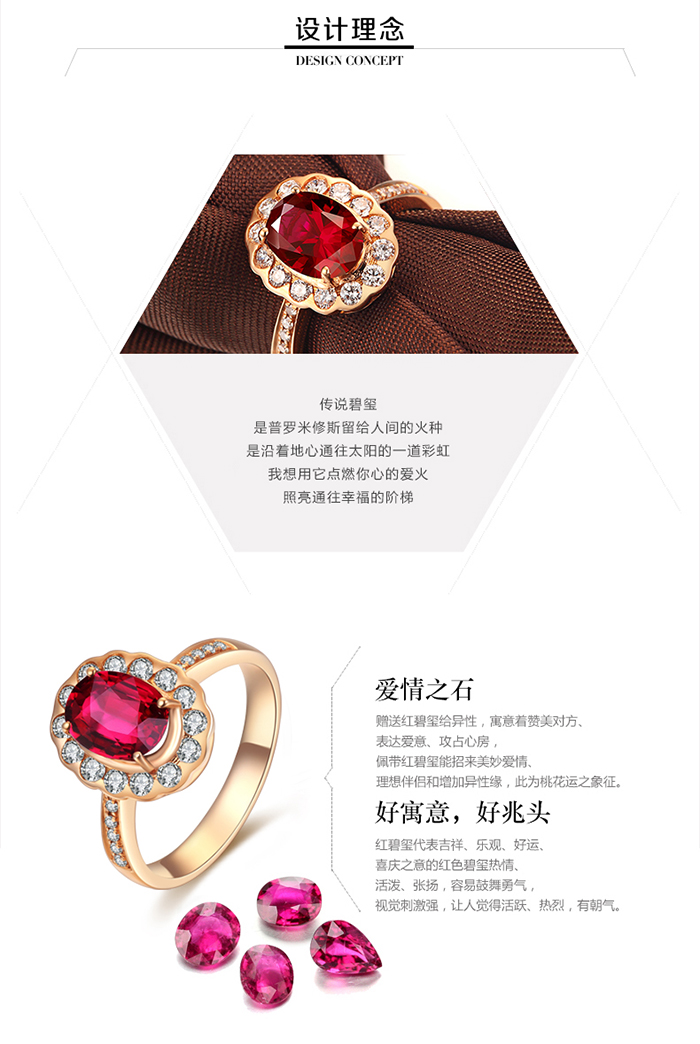 设计理念
DESIGN CONCEPT
传说碧玺
是普罗米修斯留给人间的火种
是沿着地心通往太阳的一道彩虹
我想用它点燃你心的爱火
照亮通往幸福的阶梯
爱情之石
赠送红碧玺给异性，寓意着赞美对方、
表达爱意、攻占心房，
佩带红碧玺能招来美妙爱情、
理想伴侣和增加异性缘，此为桃花运之象征。
好寓意，好兆头
红碧玺代表吉祥、乐观、好运、
喜庆之意的红色碧玺热情、
活泼、张扬，容易鼓舞勇气，
视觉刺激强，让人觉得活跃、热烈，有朝气。